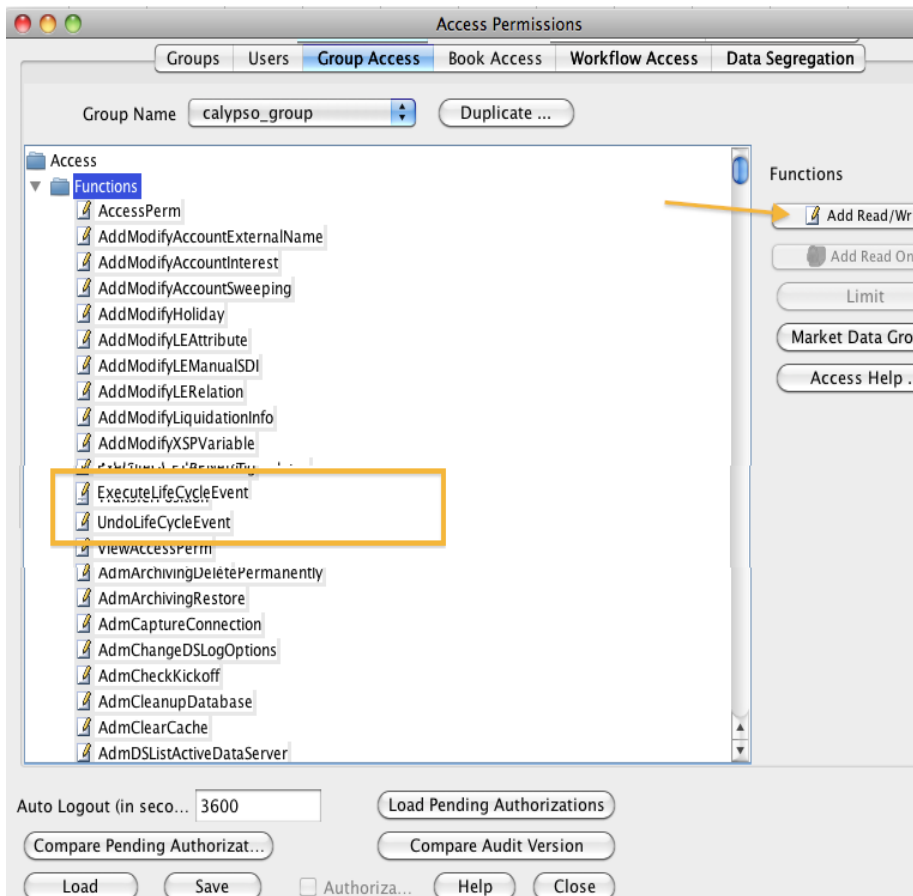 Access Permissions
Groups Users Group Access Book Access Workflow Access Data Segregation
Group Name calypso_group Duplicate ...
Access
Functions
AccessPerm
AddModifyAccountExternalName
AddModifyAccountInterest
AddModifyAccountSweeping
AddModifyHoliday
AddModifyLEAttribute
AddModifyLEManualSDI
AddModifyLERelation
AddModifyLiquidationInfo
AddModifyXSPVariable
ExecuteLifeCycleEvent
UndoLifeCycleEvent
ViewAccessPerm
AdmArchivingDeletePermanently
AdmArchivingRestore
AdmCaptureConnection
AdmChangeDSLogOptions
AdmCheckKickoff
AdmCleanupDatabase
AdmClearCache
AdmDSListActiveDataServer
Functions
Add Read/Wr
Add Read On
Limit
Market Data Gro
Access Help .
Auto Logout (in seco... 3600 Load Pending Authorizations
Compare Pending Authorizat... Compare Audit Version
Load Save Authoriza... Help Close